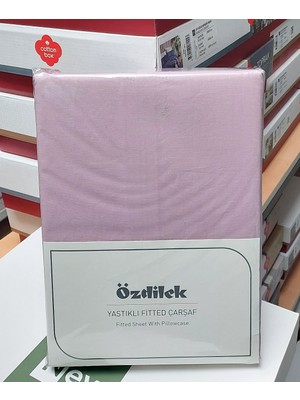 cotton
box
Özdilek
YASTIKLI FITTED ÇARŞAF
Fitted Sheet With Pillowcase